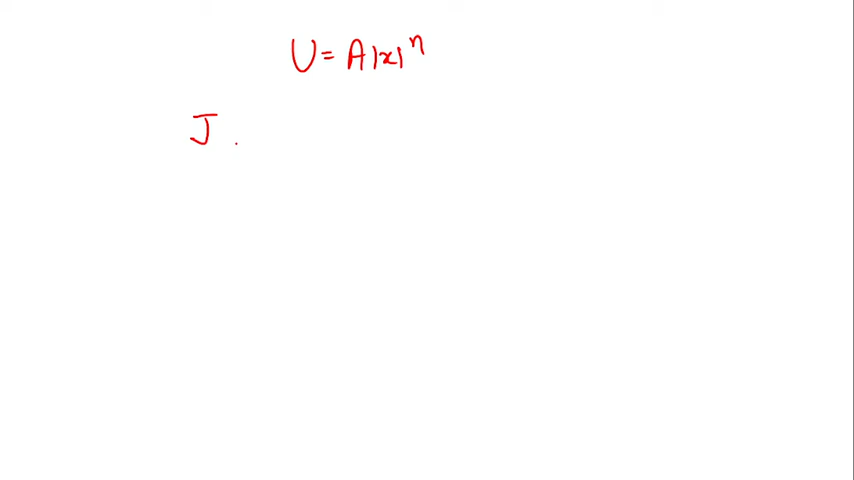 U = A|x|ⁿ
J .